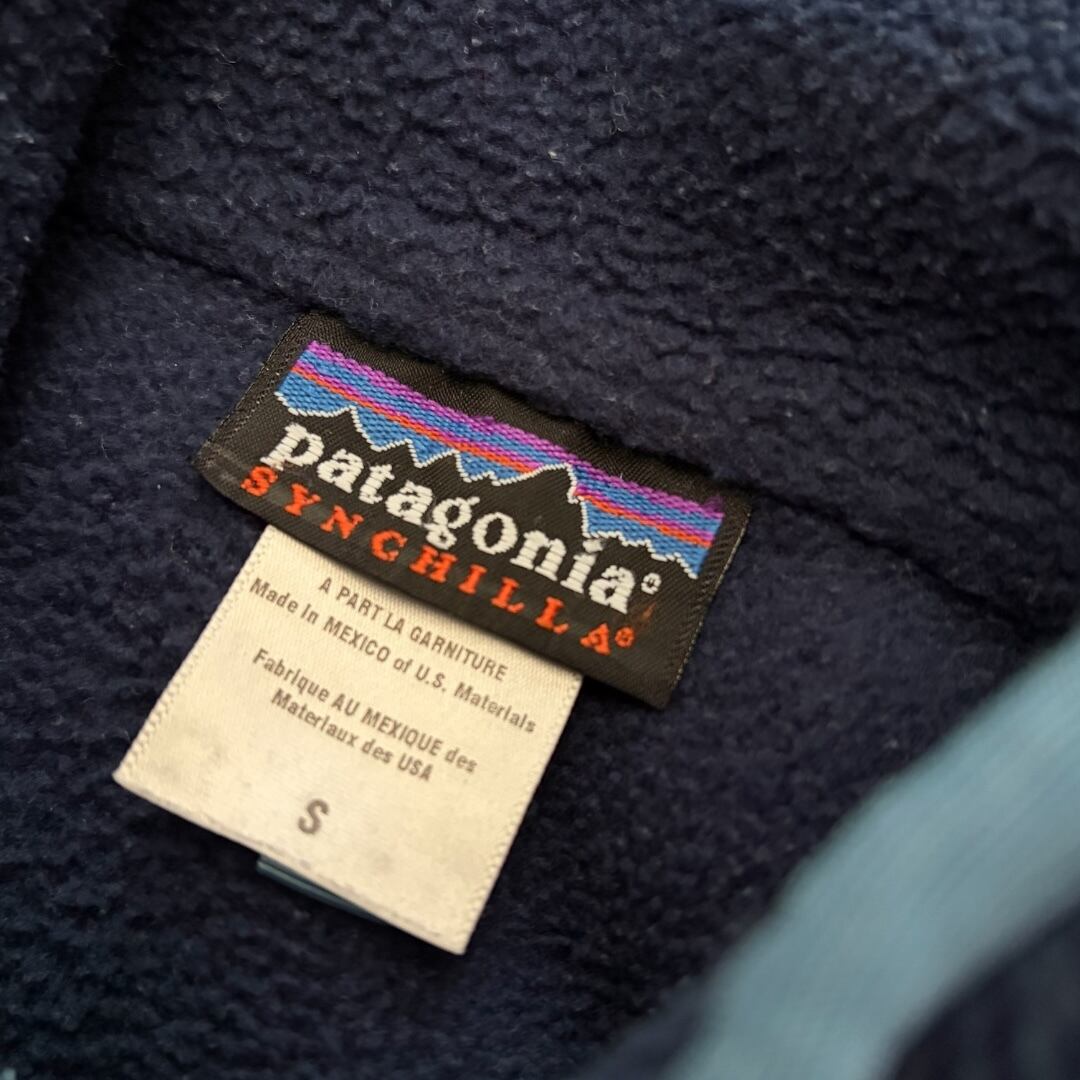 patagonia®
SYNCHILLA®
A PART LA GARNITURE
Made In MEXICO of U.S. Materials
Fabrique AU MEXIQUE des
Materiaux des USA
S